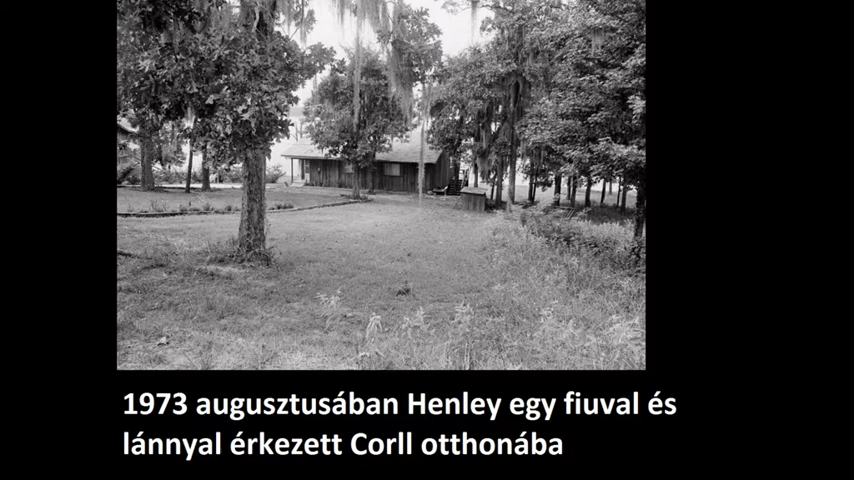 1973 augusztusában Henley egy fiuval és
lánnyal érkezett Corll otthonába